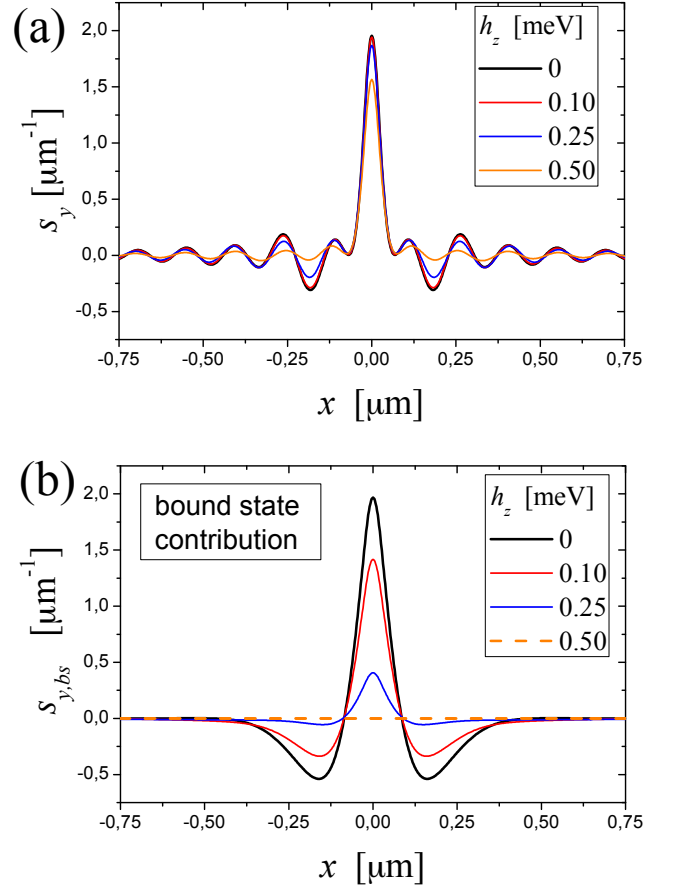 (a)
2,0
1,5
1,0
0,5
0,0
-0,5
s_y [μm⁻¹]
h_z [meV]
0
0.10
0.25
0.50
-0,75 -0,50 -0,25 0,00 0,25 0,50 0,75
x [μm]
(b)
2,0
1,5
1,0
0,5
0,0
-0,5
s_{y,bs} [μm⁻¹]
bound state
contribution
h_z [meV]
0
0.10
0.25
0.50
-0,75 -0,50 -0,25 0,00 0,25 0,50 0,75
x [μm]